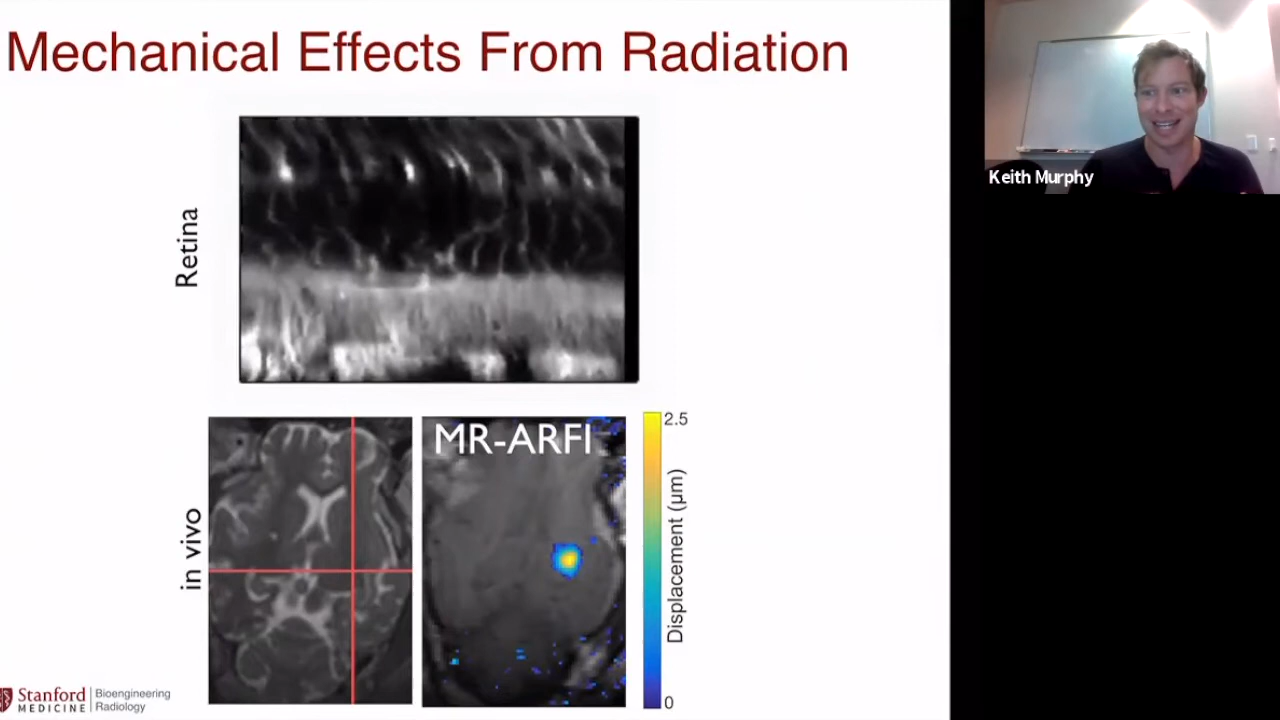 Mechanical Effects From Radiation
Keith Murphy
Retina
in vivo
MR-ARFI
2.5
Displacement (μm)
0
Stanford
MEDICINE
Bioengineering
Radiology